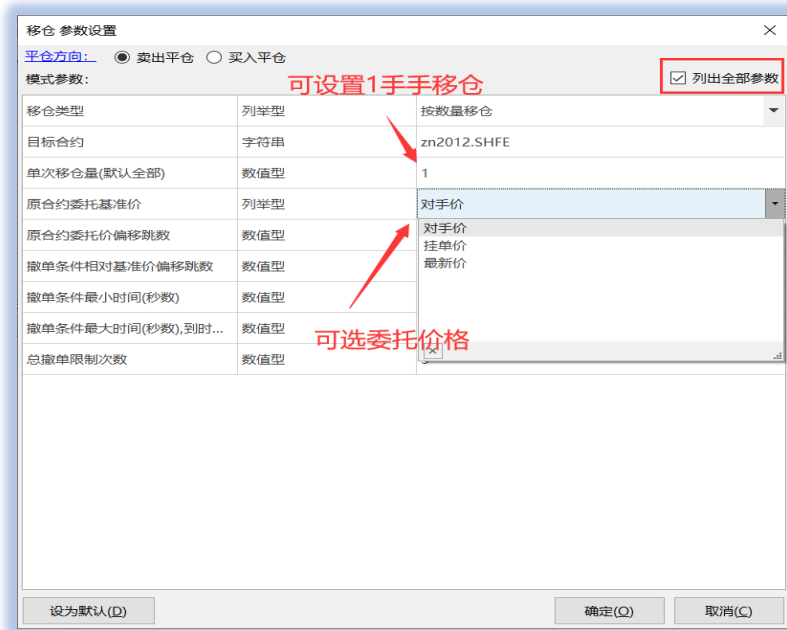 移仓 参数设置
平仓方向: 卖出平仓 买入平仓
模式参数: 可设置1手手移仓 列出全部参数
移仓类型 列举型 按数量移仓
目标合约 字符串 zn2012.SHFE
单次移仓量(默认全部) 数值型 1
原合约委托基准价 列举型 对手价
对手价
挂单价
最新价
原合约委托价偏移跳数 数值型
撤单条件相对基准价偏移跳数 数值型
撤单条件最小时间(秒数) 数值型
撤单条件最大时间(秒数),到时... 数值型
可选委托价格
总撤单限制次数 数值型
设为默认(D) 确定(O) 取消(C)